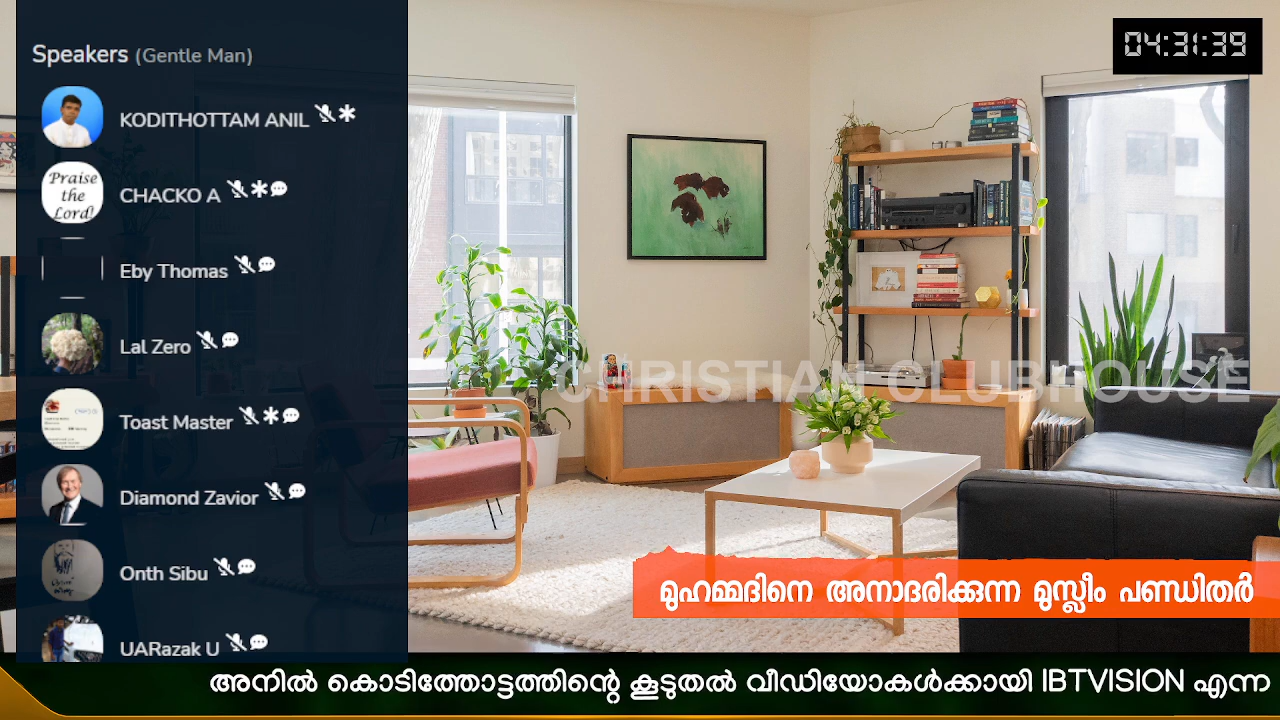 04:31:39
Speakers (Gentle Man)
KODITHOTTAM ANIL
CHACKO A
Praise
the
Lord!
Eby Thomas
Lal Zero
Toast Master
Diamond Zavior
Onth Sibu
UARazak U
CHRISTIAN CLUBHOUSE
മുഹമ്മദിനെ അനാദരിക്കുന്ന മുസ്ലീം പണ്ഡിതർ
അനിൽ കൊടിത്തോട്ടത്തിന്റെ കൂടുതൽ വീഡിയോകൾക്കായി IBTVISION എന്ന